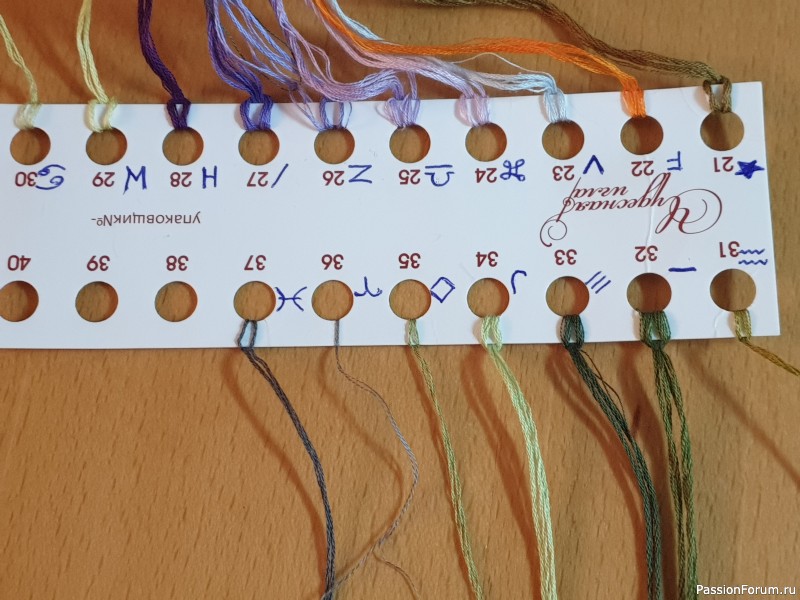 31 ♒ 32 — 33 /// 34 J 35 ◇ 36 ♈ 37 ♓ 38 39 40
Чудесная
игла
упаковщик№-
★ 21 F 22 V 23 ⌘ 24 ♎ 25 Z 26 / 27 H 28 W 29 ♋ 30
PassionForum.ru